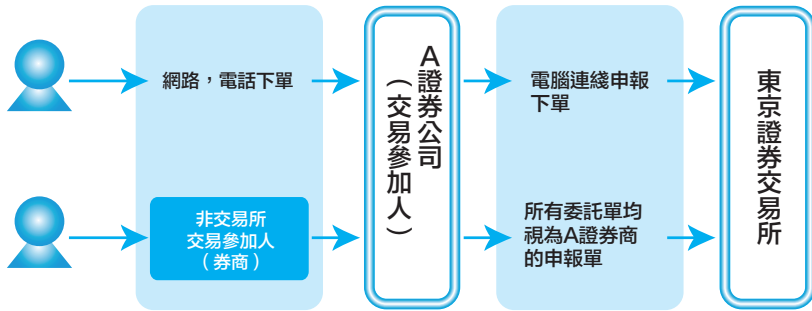 網路，電話下單
非交易所
交易參加人
（券商）
A證券公司
（交易參加人）
電腦連綫申報
下單
所有委託單均
視為A證券商
的申報單
東京證券交易所